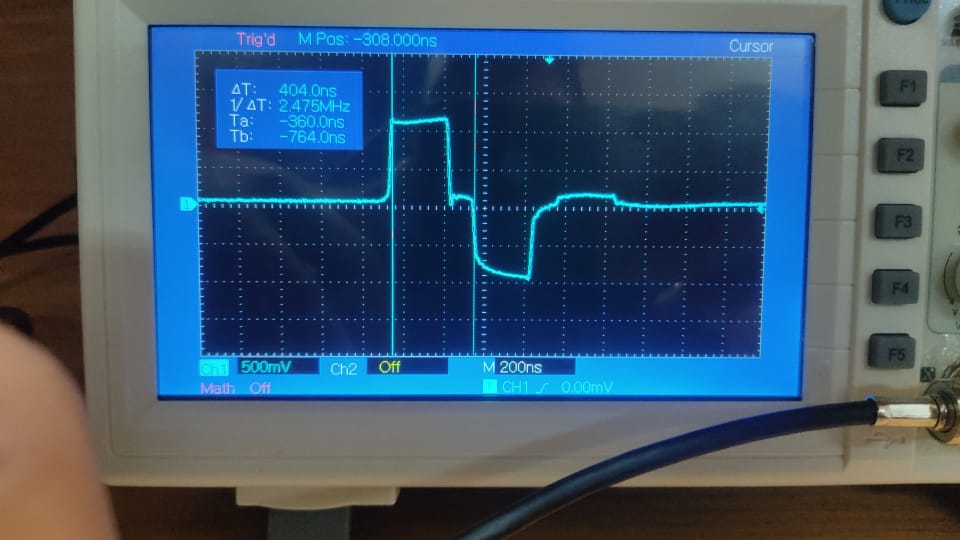 Trig'd M Pos: -308.000ns Cursor
ΔT: 404.0ns
1/ΔT: 2.475MHz
Ta: -360.0ns
Tb: -764.0ns
1
Ch1 500mV Ch2 Off M 200ns
Math Off CH1 0.00mV
F1
F2
F3
F4
F5